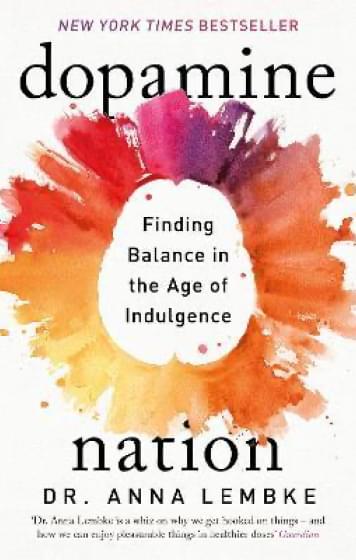 NEW YORK TIMES BESTSELLER
dopamine
Finding
Balance in
the Age of
Indulgence
nation
DR. ANNA LEMBKE
'Dr. Anna Lembke is a whiz on why we get hooked on things – and
how we can enjoy pleasurable things in healthier doses' Guardian